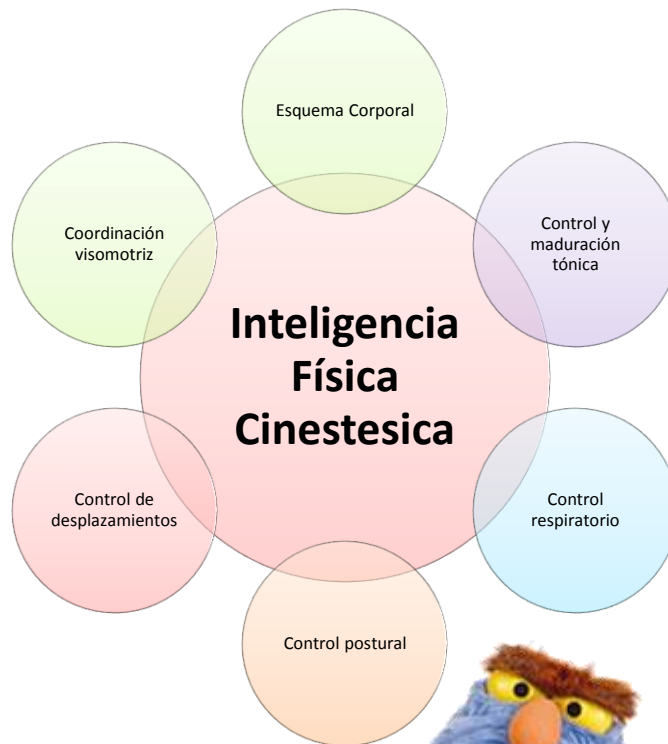 Esquema Corporal
Control y
maduración
tónica
Control
respiratorio
Control postural
Control de
desplazamientos
Coordinación
visomotriz
Inteligencia
Física
Cinestesica